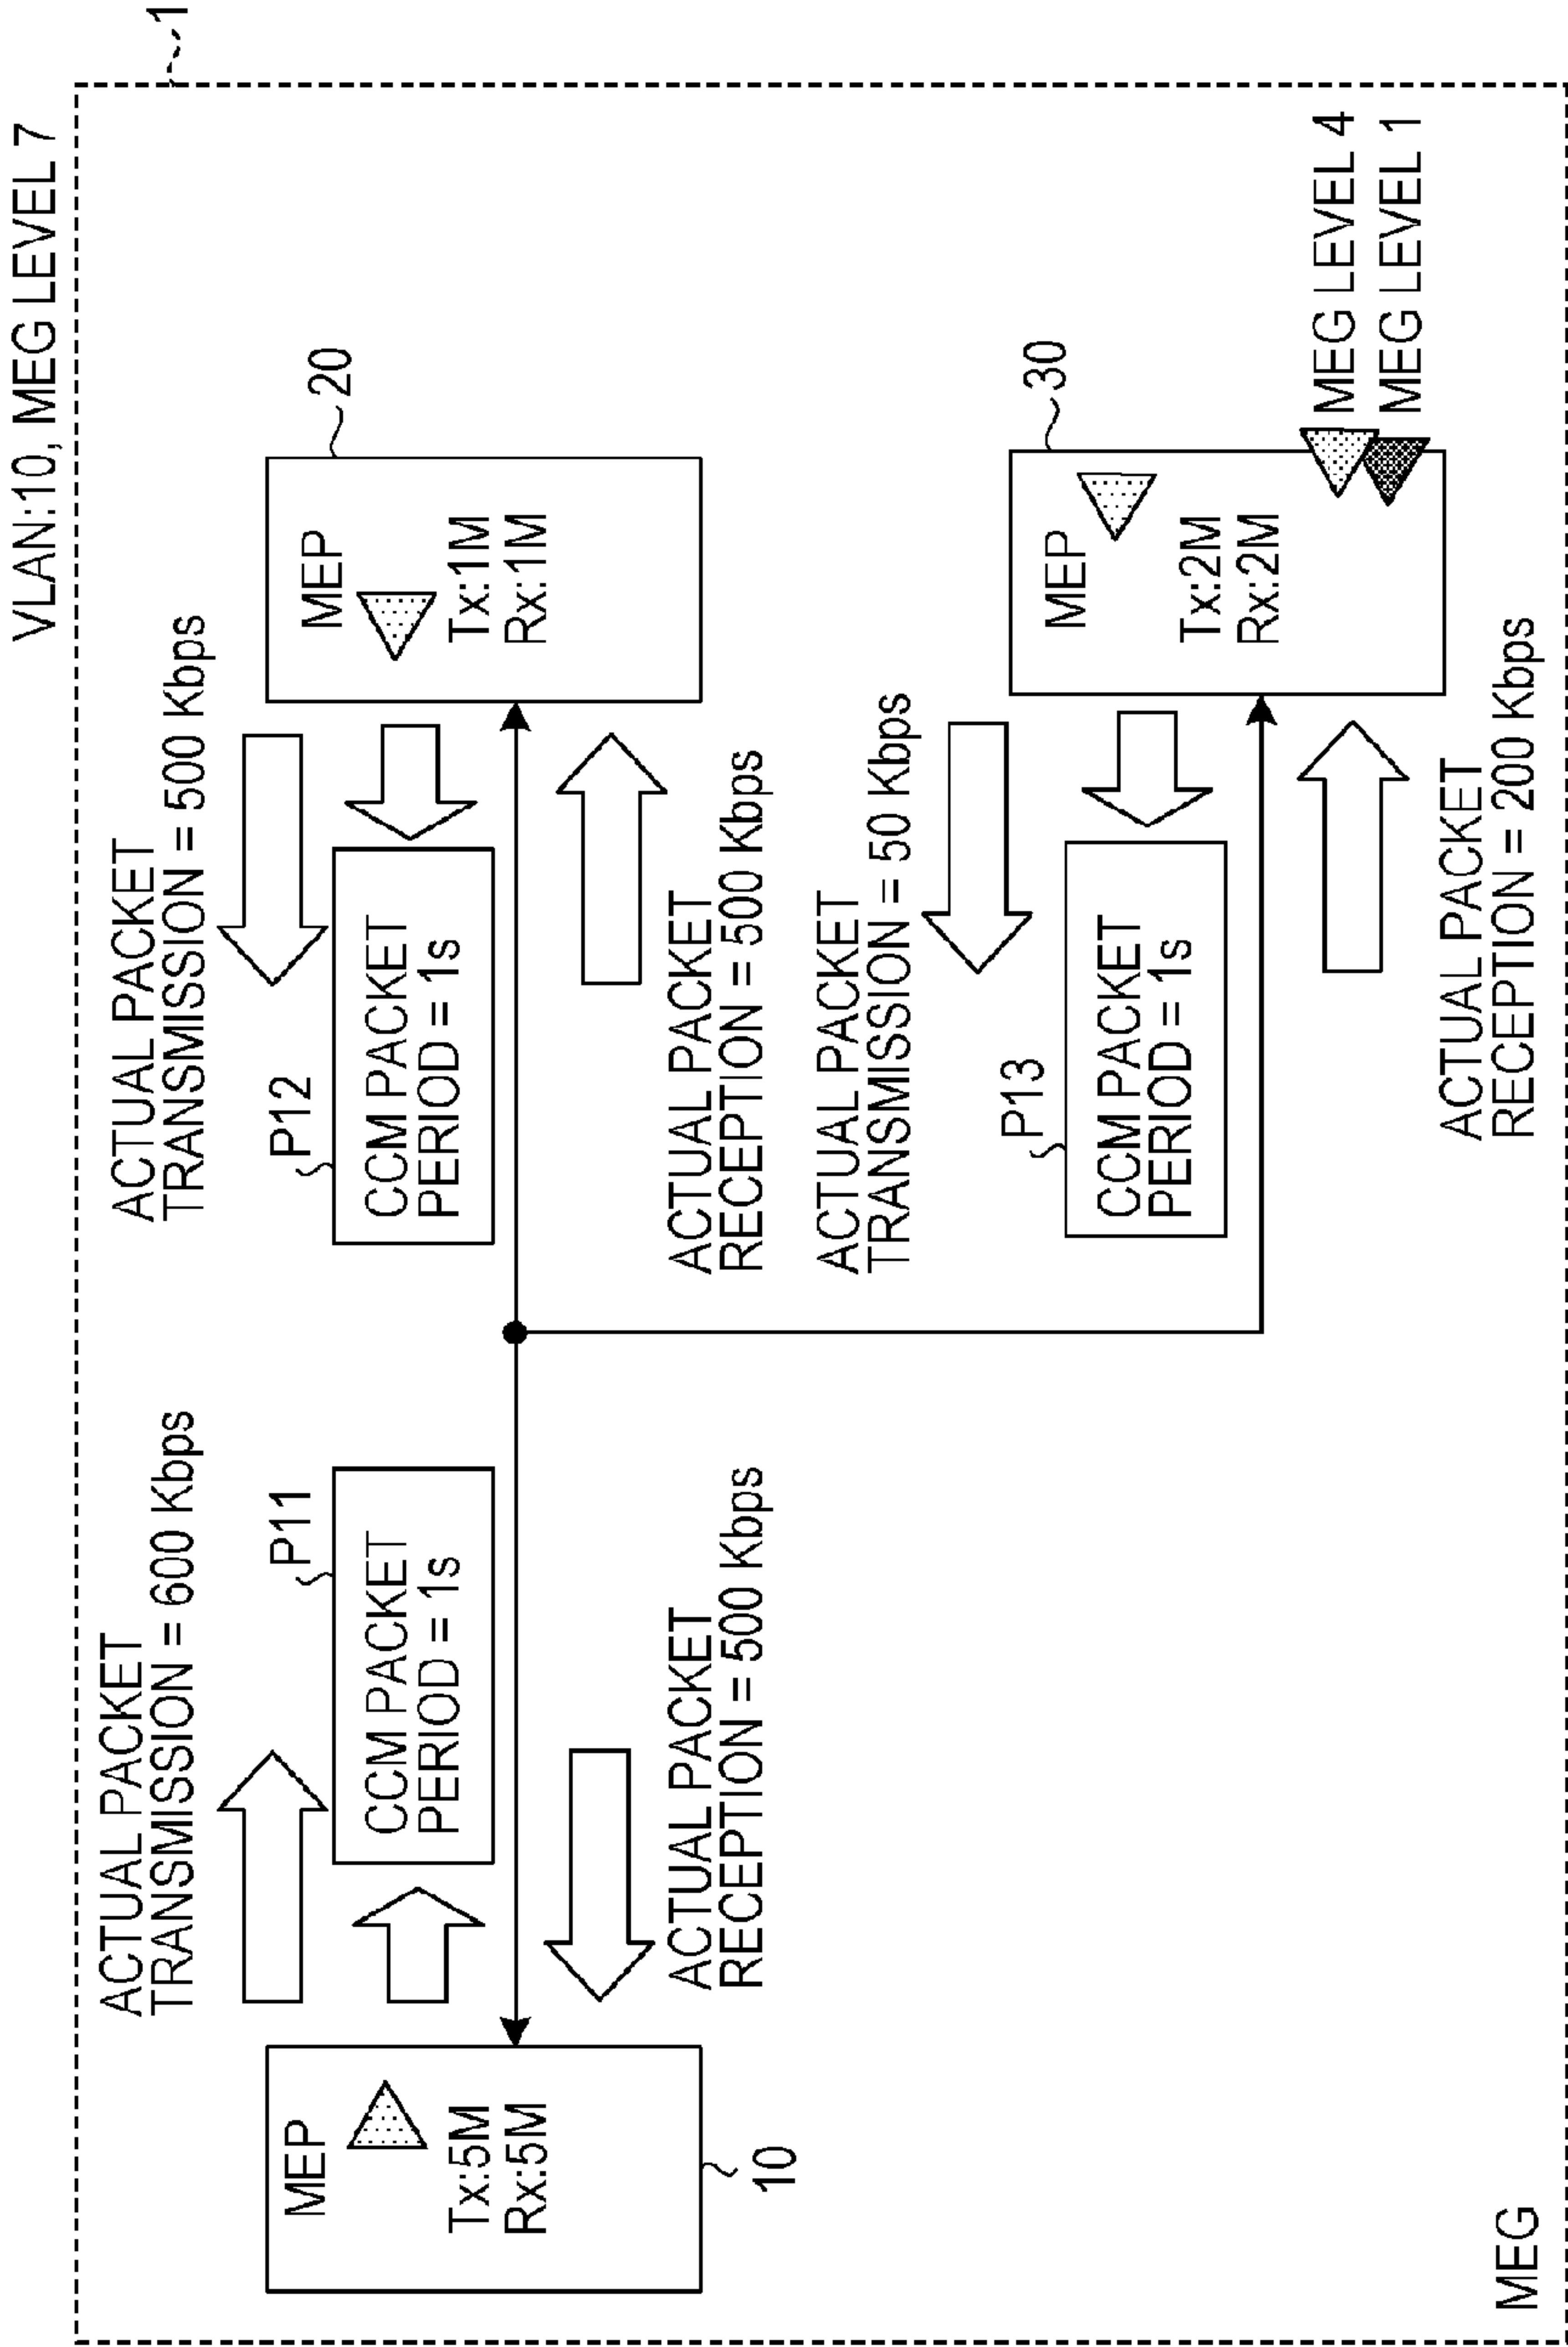 VLAN:10, MEG LEVEL 7
1
ACTUAL PACKET
TRANSMISSION = 600 Kbps
ACTUAL PACKET
TRANSMISSION = 500 Kbps
MEP
Tx:5M
Rx:5M
10
P11
CCM PACKET
PERIOD = 1s
P12
CCM PACKET
PERIOD = 1s
MEP
Tx:1M
Rx:1M
20
ACTUAL PACKET
RECEPTION = 500 Kbps
ACTUAL PACKET
RECEPTION = 500 Kbps
ACTUAL PACKET
TRANSMISSION = 50 Kbps
P13
CCM PACKET
PERIOD = 1s
MEP
Tx:2M
Rx:2M
30
MEG LEVEL 4
MEG LEVEL 1
ACTUAL PACKET
RECEPTION = 200 Kbps
MEG